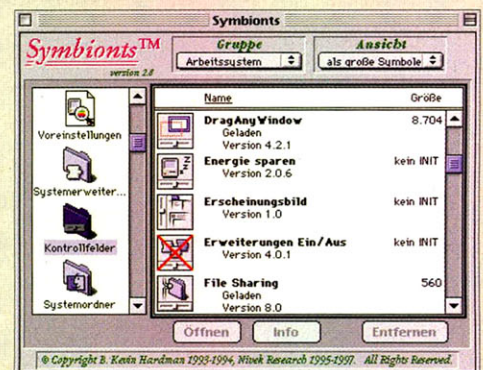 Symbionts
Symbionts™
version 2.8
Gruppe
Arbeitssystem
Ansicht
als große Symbole
Voreinstellungen
Systemerweiter...
Kontrollfelder
Systemordner
Name Größe
DragAnyWindow 8.704
Geladen
Version 4.2.1
Energie sparen kein INIT
Version 2.0.6
Erscheinungsbild kein INIT
Version 1.0
Erweiterungen Ein/Aus kein INIT
Version 4.0.1
File Sharing 560
Geladen
Version 8.0
Öffnen Info Entfernen
© Copyright B. Kevin Hardman 1993-1994, Nivek Research 1995-1997. All Rights Reserved.